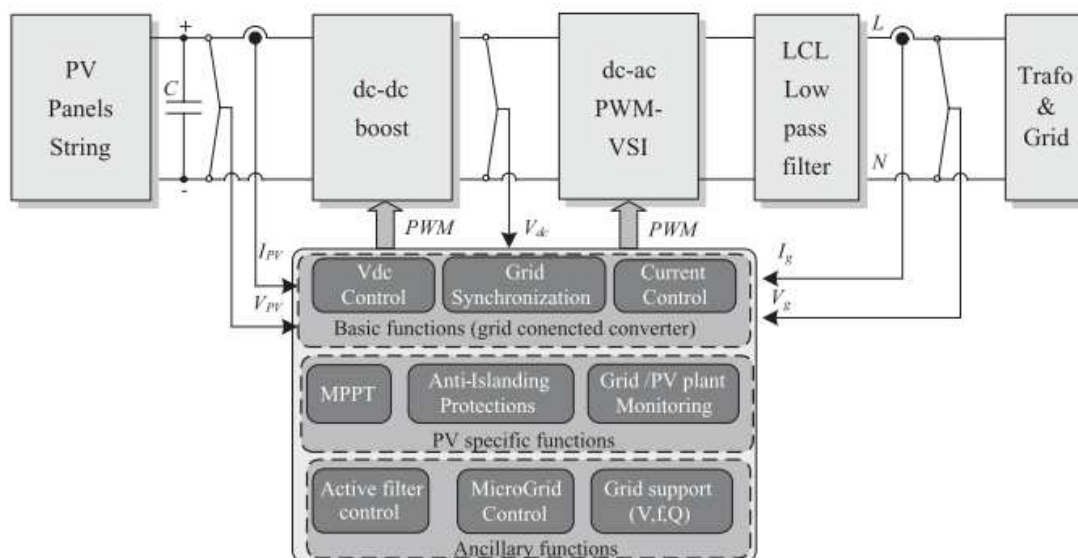 PV
Panels
String
+
C
-
dc-dc
boost
dc-ac
PWM-
VSI
LCL
Low
pass
filter
L
N
Trafo
&
Grid
PWM
V_dc
PWM
I_PV
V_PV
I_g
V_g
Vdc
Control
Grid
Synchronization
Current
Control
Basic functions (grid conencted converter)
MPPT
Anti-Islanding
Protections
Grid /PV plant
Monitoring
PV specific functions
Active filter
control
MicroGrid
Control
Grid support
(V,f,Q)
Ancillary functions